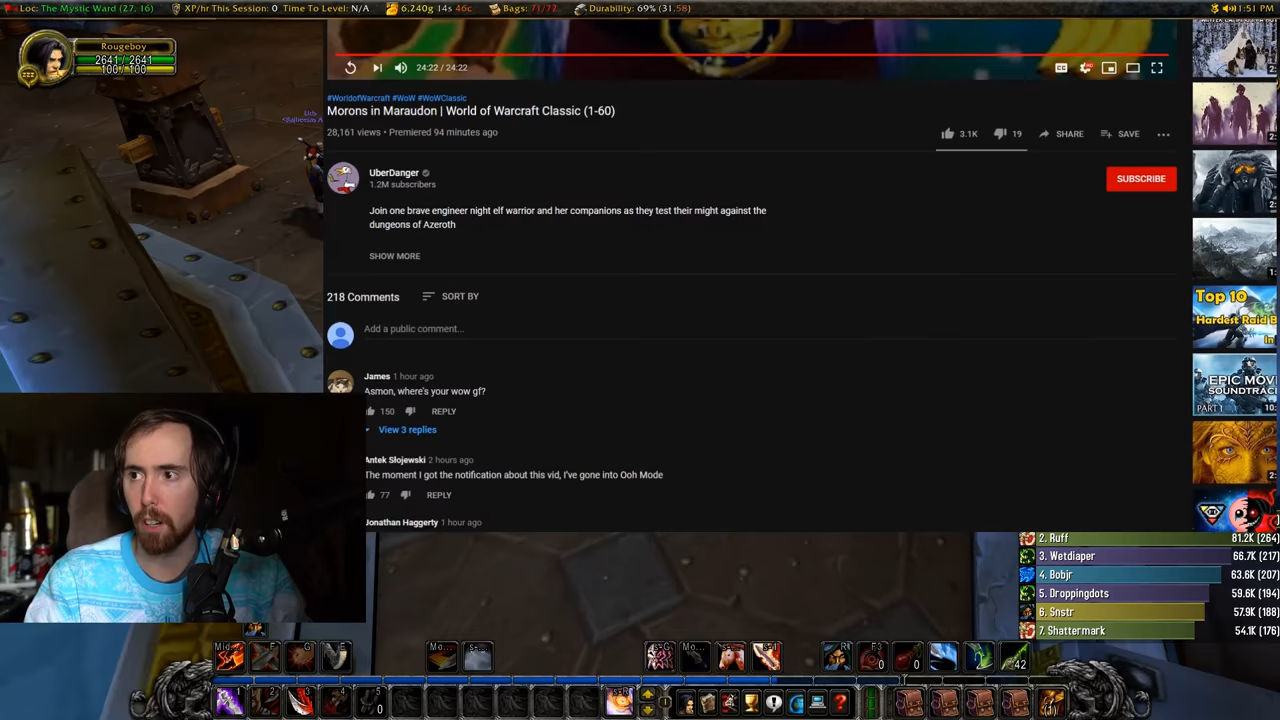 Loc: The Mystic Ward (27, 16)
XP/hr This Session: 0 Time To Level: N/A
6,240g 14s 46c
Bags: 71/72
Durability: 69% (31,58)
1:51 PM
Rougeboy
2641 / 2641
100 / 100
24:22 / 24:22
#WorldofWarcraft #WoW #WoWClassic
Morons in Maraudon | World of Warcraft Classic (1-60)
28,161 views • Premiered 94 minutes ago
3.1K
19
SHARE
SAVE
UberDanger
1.2M subscribers
SUBSCRIBE
Join one brave engineer night elf warrior and her companions as they test their might against the
dungeons of Azeroth
SHOW MORE
218 Comments
SORT BY
Add a public comment...
James 1 hour ago
Asmon, where's your wow gf?
150
REPLY
View 3 replies
Antek Słojewski 2 hours ago
The moment I got the notification about this vid, I've gone into Ooh Mode
77
REPLY
Jonathan Haggerty 1 hour ago
Top 10
Hardest Raid B
In
EPIC MOVI
SOUNDTRAC
PART 1
10:
2. Ruff 81.2K (264)
3. Wetdiaper 66.7K (217)
4. Bobjr 63.6K (207)
5. Droppingdots 59.6K (194)
6. Snstr 57.9K (188)
7. Shattermark 54.1K (176)